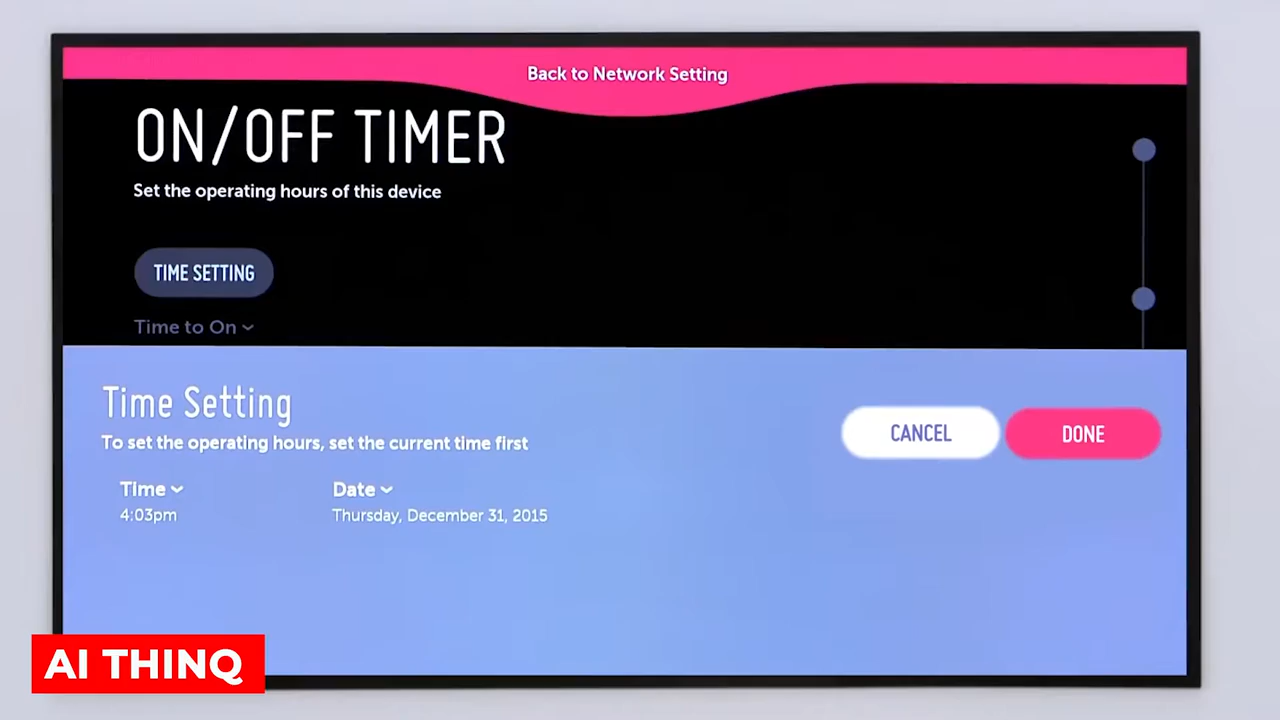 Back to Network Setting
ON/OFF TIMER
Set the operating hours of this device
TIME SETTING
Time to On
Time Setting
To set the operating hours, set the current time first
CANCEL
DONE
Time
Date
4:03pm
Thursday, December 31, 2015
AI THINQ